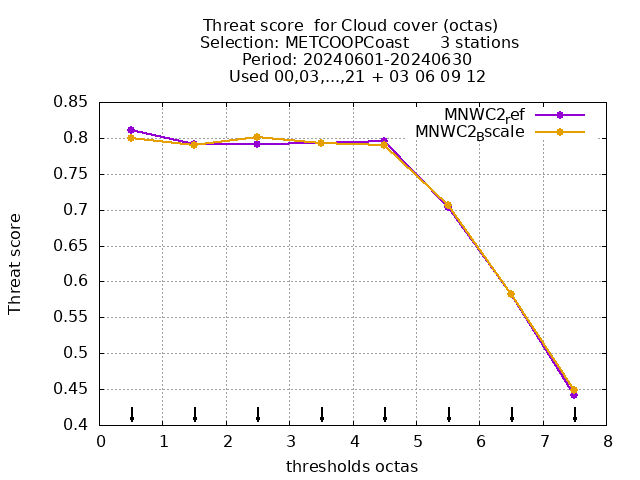 Threat score  for Cloud cover (octas)
Selection: METCOOPCoast      3 stations
Period: 20240601-20240630
Used 00,03,...,21 + 03 06 09 12
MNWC2_ref
MNWC2_Bscale
0.85
0.8
0.75
0.7
0.65
0.6
0.55
0.5
0.45
0.4
Threat score
0 1 2 3 4 5 6 7 8
thresholds octas